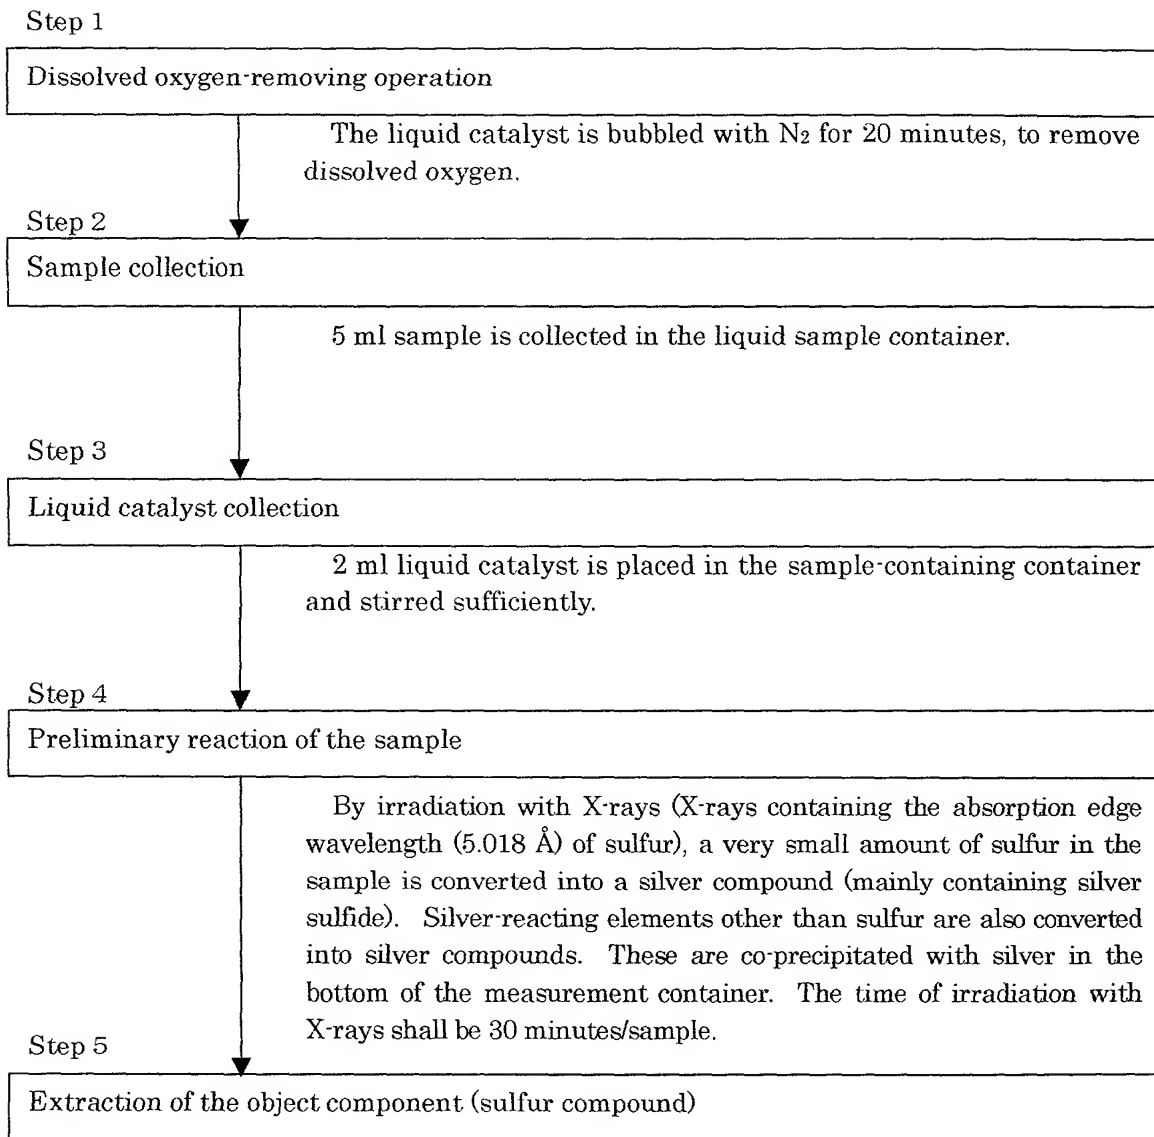 Step 1
Dissolved oxygen-removing operation
The liquid catalyst is bubbled with N2 for 20 minutes, to remove
dissolved oxygen.
Step 2
Sample collection
5 ml sample is collected in the liquid sample container.
Step 3
Liquid catalyst collection
2 ml liquid catalyst is placed in the sample-containing container
and stirred sufficiently.
Step 4
Preliminary reaction of the sample
By irradiation with X-rays (X-rays containing the absorption edge
wavelength (5.018 Å) of sulfur), a very small amount of sulfur in the
sample is converted into a silver compound (mainly containing silver
sulfide). Silver-reacting elements other than sulfur are also converted
into silver compounds. These are co-precipitated with silver in the
bottom of the measurement container. The time of irradiation with
X-rays shall be 30 minutes/sample.
Step 5
Extraction of the object component (sulfur compound)